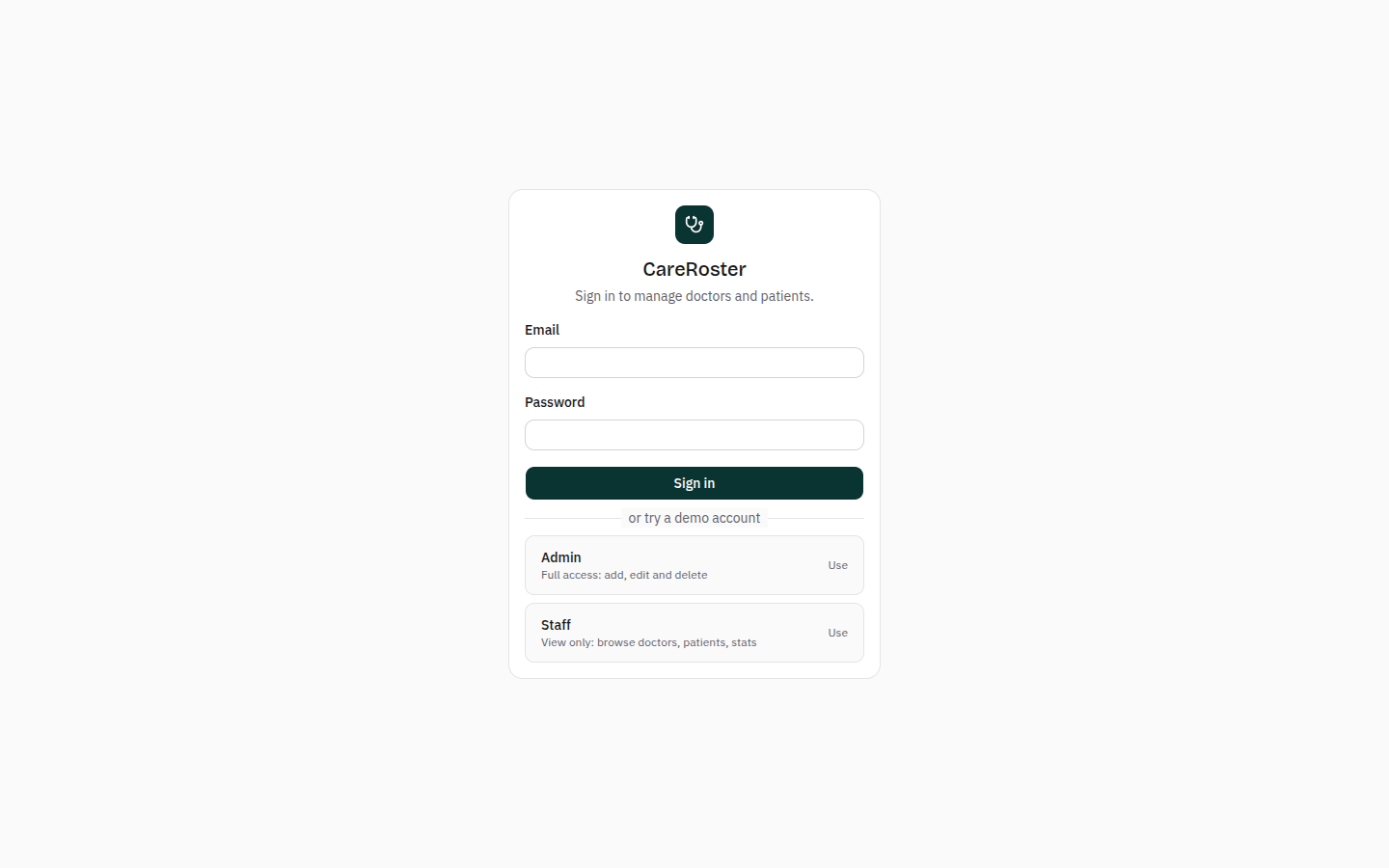 CareRoster
Sign in to manage doctors and patients.
Email
Password
Sign in
or try a demo account
Admin
Full access: add, edit and delete
Use
Staff
View only: browse doctors, patients, stats
Use